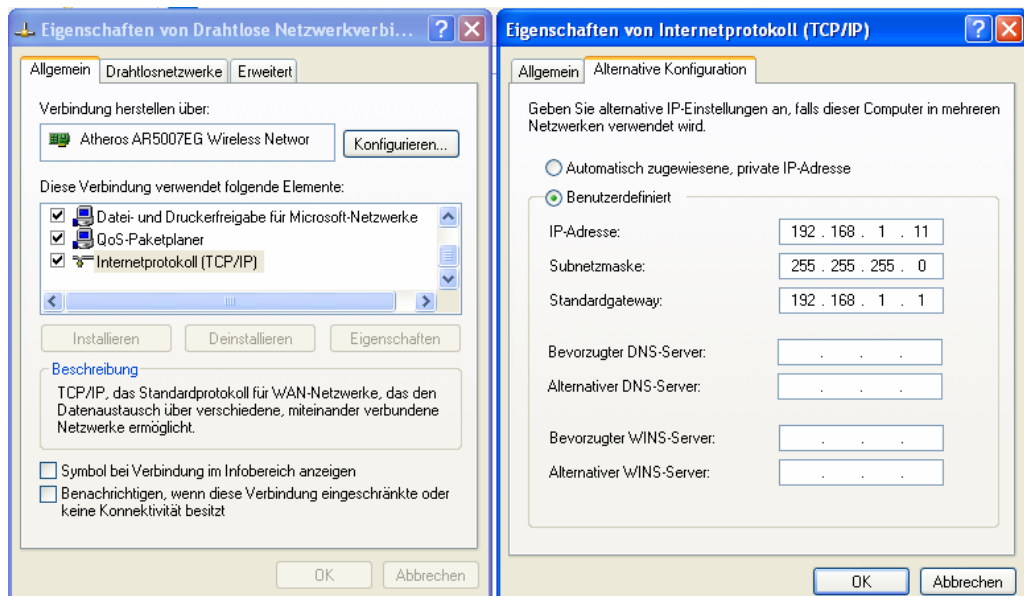 Eigenschaften von Drahtlose Netzwerkverbi...
Allgemein
Drahtlosnetzwerke
Erweitert
Verbindung herstellen über:
Atheros AR5007EG Wireless Networ
Konfigurieren...
Diese Verbindung verwendet folgende Elemente:
Datei- und Druckerfreigabe für Microsoft-Netzwerke
QoS-Paketplaner
Internetprotokoll (TCP/IP)
Installieren
Deinstallieren
Eigenschaften
Beschreibung
TCP/IP, das Standardprotokoll für WAN-Netzwerke, das den
Datenaustausch über verschiedene, miteinander verbundene
Netzwerke ermöglicht.
Symbol bei Verbindung im Infobereich anzeigen
Benachrichtigen, wenn diese Verbindung eingeschränkte oder
keine Konnektivität besitzt
OK
Abbrechen
Eigenschaften von Internetprotokoll (TCP/IP)
Allgemein
Alternative Konfiguration
Geben Sie alternative IP-Einstellungen an, falls dieser Computer in mehreren
Netzwerken verwendet wird.
Automatisch zugewiesene, private IP-Adresse
Benutzerdefiniert
IP-Adresse: 192 . 168 . 1 . 11
Subnetzmaske: 255 . 255 . 255 . 0
Standardgateway: 192 . 168 . 1 . 1
Bevorzugter DNS-Server: . . .
Alternativer DNS-Server: . . .
Bevorzugter WINS-Server: . . .
Alternativer WINS-Server: . . .
OK
Abbrechen